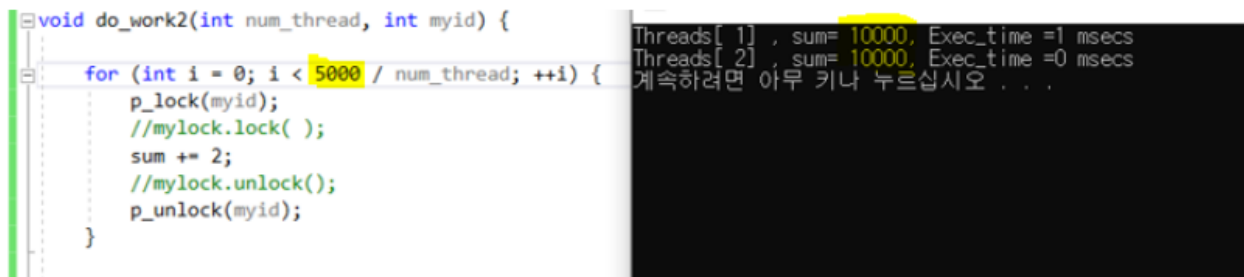 void do_work2(int num_thread, int myid) {
for (int i = 0; i < 5000 / num_thread; ++i) {
p_lock(myid);
//mylock.lock( );
sum += 2;
//mylock.unlock();
p_unlock(myid);
}
Threads[ 1] , sum= 10000, Exec_time =1 msecs
Threads[ 2] , sum= 10000, Exec_time =0 msecs
계속하려면 아무 키나 누르십시오 . . .